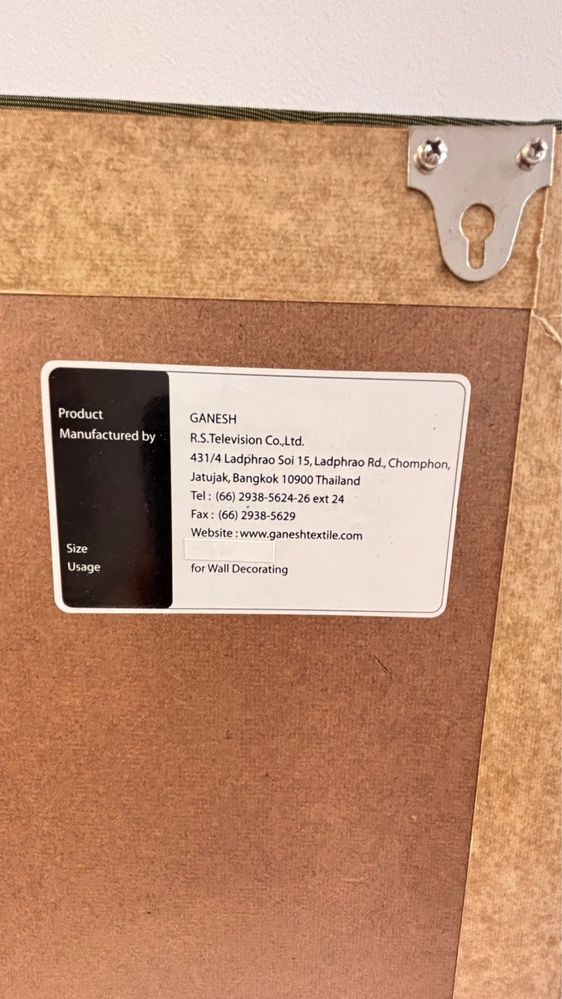 Product GANESH
Manufactured by R.S.Television Co.,Ltd.
431/4 Ladphrao Soi 15, Ladphrao Rd., Chomphon,
Jatujak, Bangkok 10900 Thailand
Tel : (66) 2938-5624-26 ext 24
Fax : (66) 2938-5629
Website : www.ganeshtextile.com
Size
Usage for Wall Decorating